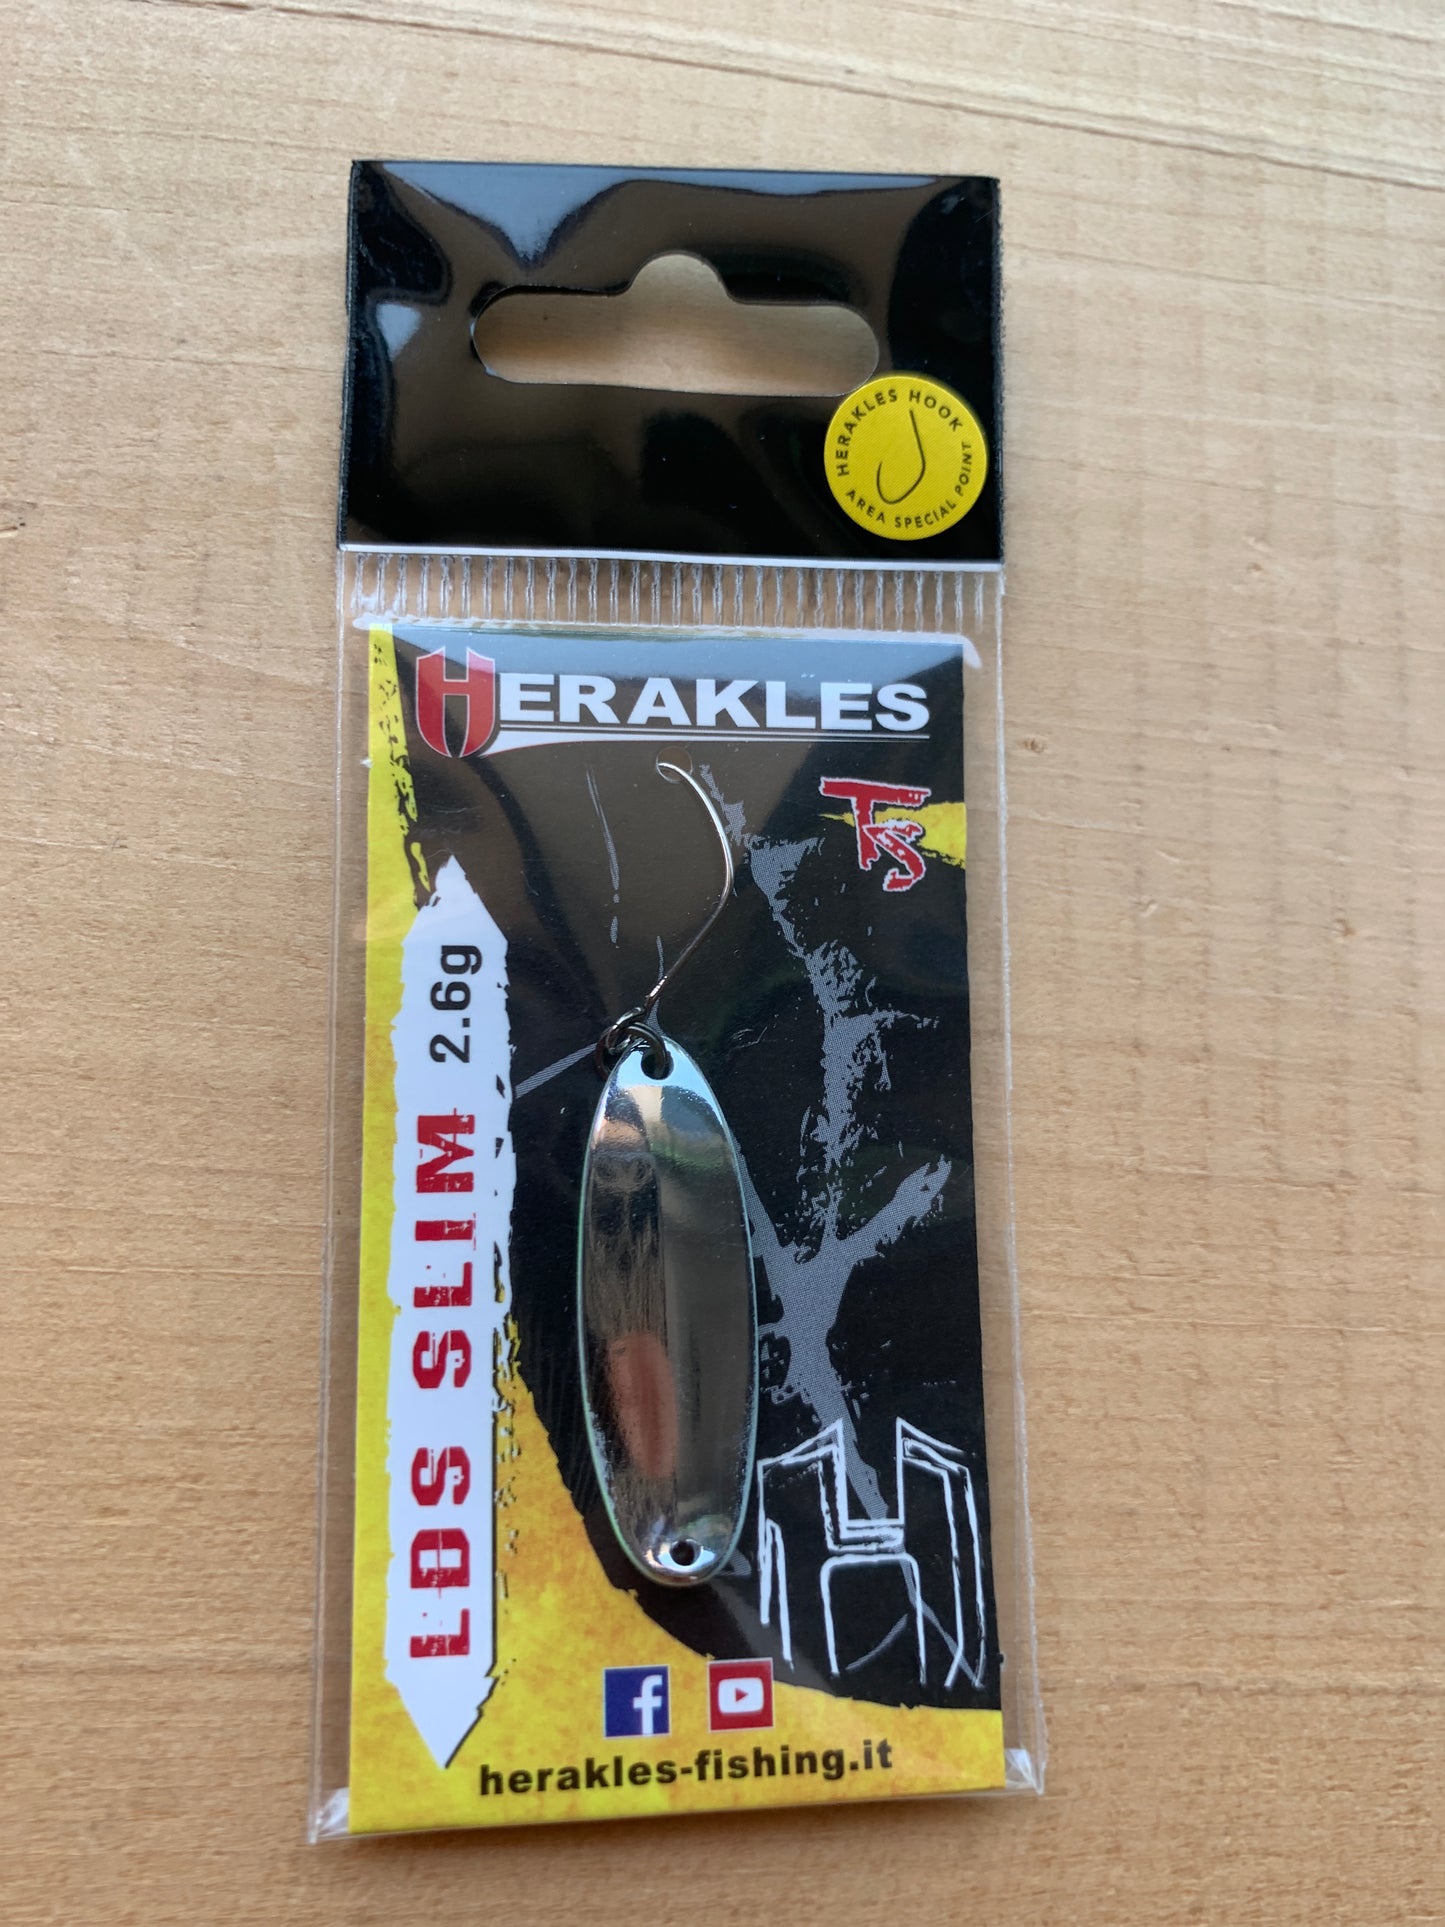 HERAKLES HOOK
AREA SPECIAL POINT
HERAKLES
TS
LDS SLIM 2.6g
herakles-fishing.it